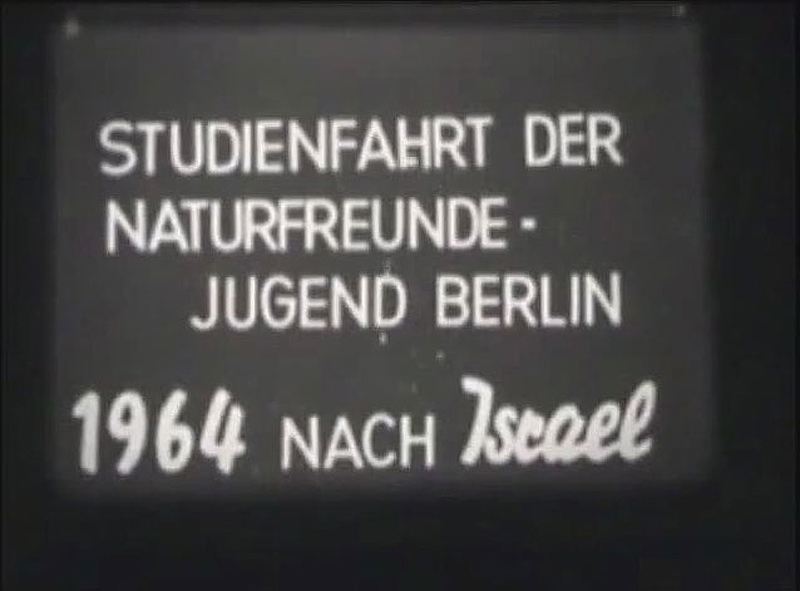 STUDIENFAHRT DER
NATURFREUNDE-
JUGEND BERLIN
1964 NACH Israel